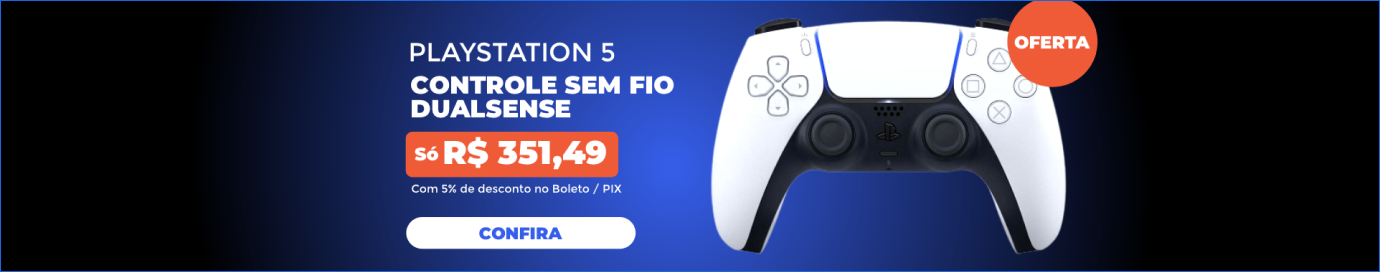 PLAYSTATION 5
CONTROLE SEM FIO
DUALSENSE
Só R$ 351,49
Com 5% de desconto no Boleto / PIX
CONFIRA
OFERTA